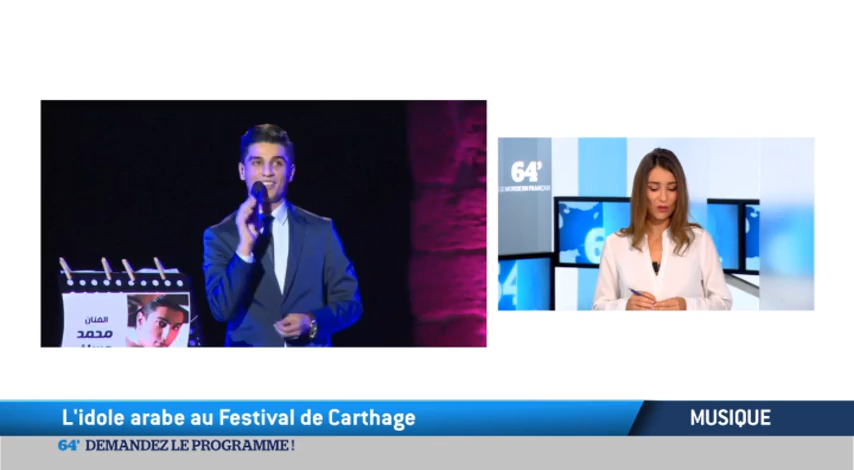 64'
LE MONDE EN FRANÇAIS
الفنان
محمد
L'idole arabe au Festival de Carthage
MUSIQUE
64' DEMANDEZ LE PROGRAMME !